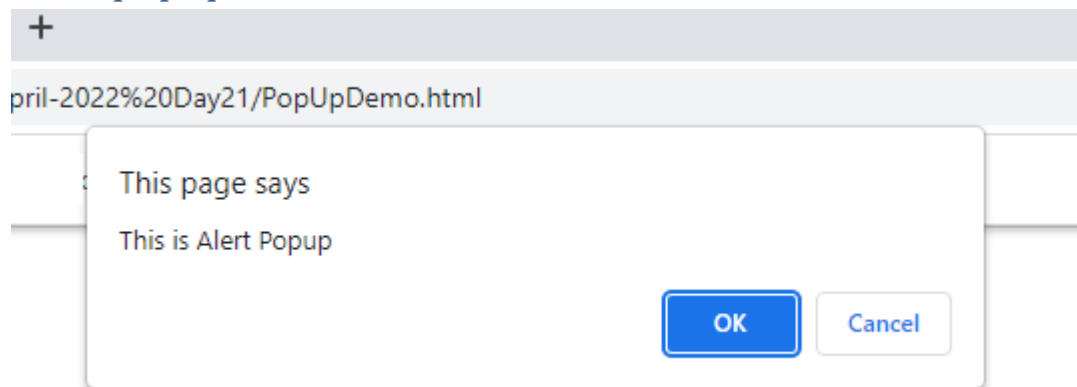 +
pril-2022%20Day21/PopUpDemo.html
This page says
This is Alert Popup
OK Cancel